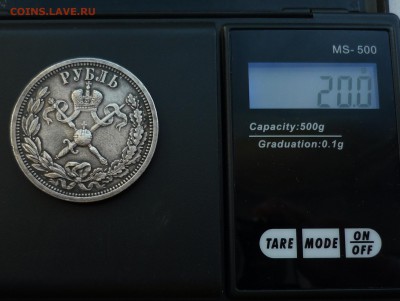 COINS.LAVE.RU
MS-500
РУБЛЬ
20.0
Capacity:500g
Graduation:0.1g
TARE
MODE
ON/OFF